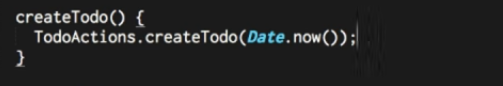 createTodo() {
TodoActions.createTodo(Date.now());
}